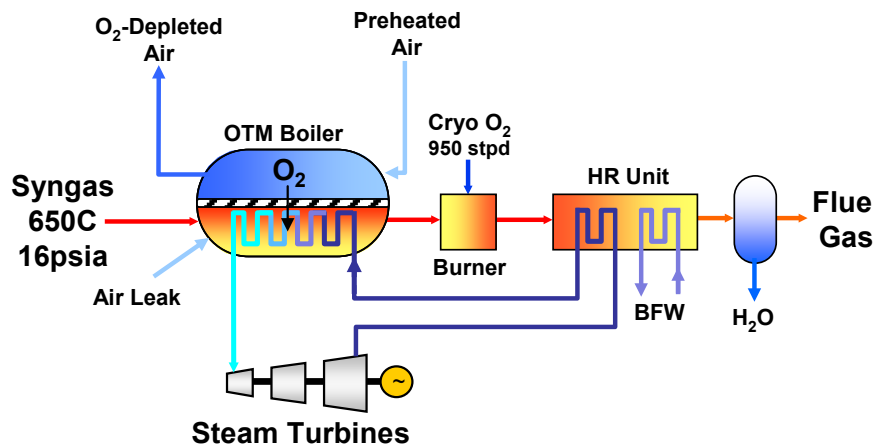 O2-Depleted
Air
Preheated
Air
OTM Boiler
O2
Cryo O2
950 stpd
HR Unit
Syngas
650C
16psia
Flue
Gas
Burner
Air Leak
BFW
H2O
~
Steam Turbines